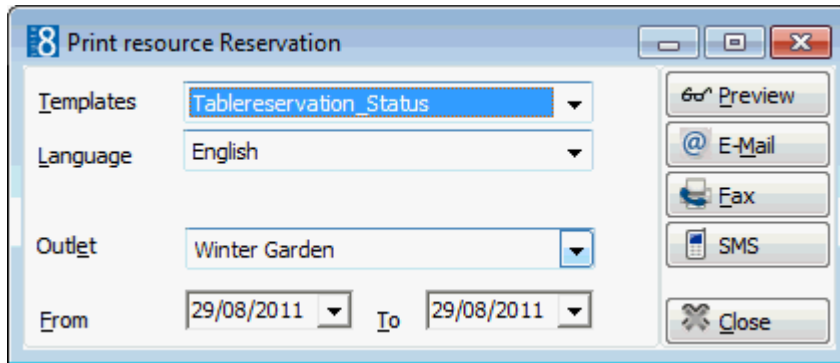 8 Print resource Reservation
Templates Tablereservation_Status
Preview
Language English
E-Mail
Fax
Outlet Winter Garden
SMS
From 29/08/2011 To 29/08/2011
Close